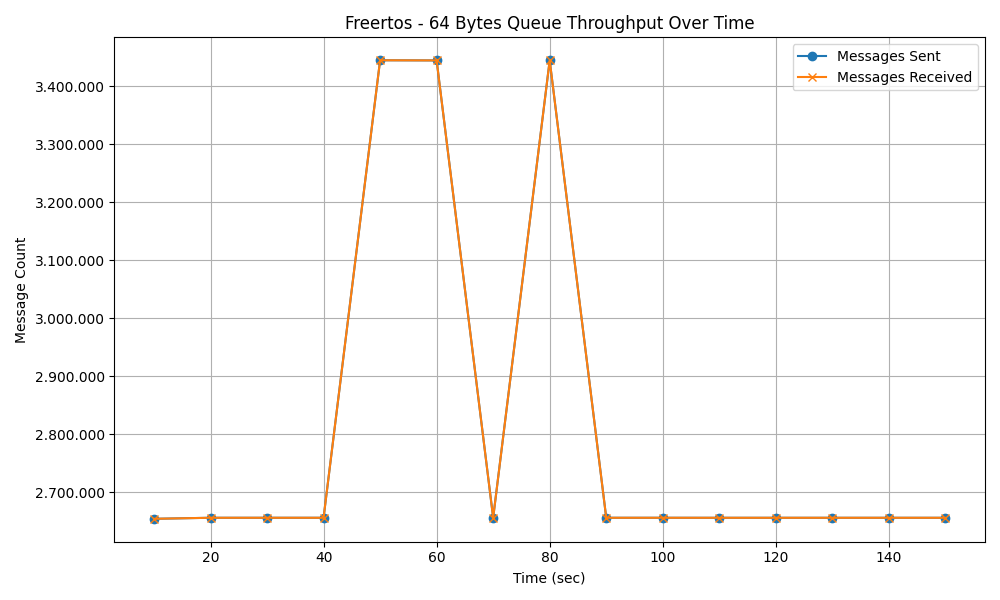 Freertos - 64 Bytes Queue Throughput Over Time
Messages Sent
Messages Received
Message Count
3.400.000
3.300.000
3.200.000
3.100.000
3.000.000
2.900.000
2.800.000
2.700.000
20 40 60 80 100 120 140
Time (sec)